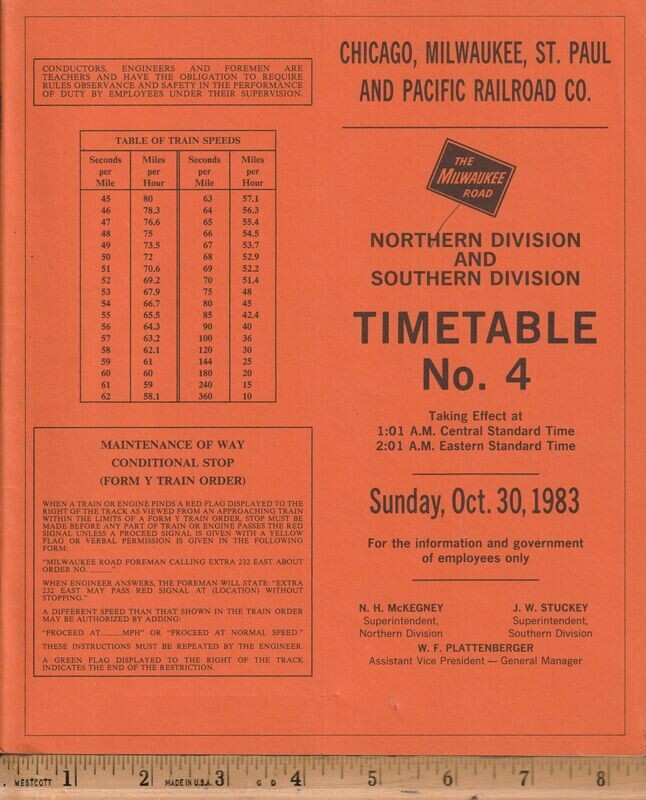 CONDUCTORS, ENGINEERS AND FOREMEN ARE
TEACHERS AND HAVE THE OBLIGATION TO REQUIRE
RULES OBSERVANCE AND SAFETY IN THE PERFORMANCE
OF DUTY BY EMPLOYEES UNDER THEIR SUPERVISION.
TABLE OF TRAIN SPEEDS
Seconds Miles Seconds Miles
per per per per
Mile Hour Mile Hour
45 80 63 57.1
46 78.3 64 56.3
47 76.6 65 55.4
48 75 66 54.5
49 73.5 67 53.7
50 72 68 52.9
51 70.6 69 52.2
52 69.2 70 51.4
53 67.9 75 48
54 66.7 80 45
55 65.5 85 42.4
56 64.3 90 40
57 63.2 100 36
58 62.1 120 30
59 61 144 25
60 60 180 20
61 59 240 15
62 58.1 360 10
MAINTENANCE OF WAY
CONDITIONAL STOP
(FORM Y TRAIN ORDER)
WHEN A TRAIN OR ENGINE FINDS A RED FLAG DISPLAYED TO THE
RIGHT OF THE TRACK AS VIEWED FROM AN APPROACHING TRAIN
WITHIN THE LIMITS OF A FORM Y TRAIN ORDER, STOP MUST BE
MADE BEFORE ANY PART OF TRAIN OR ENGINE PASSES THE RED
SIGNAL UNLESS A PROCEED SIGNAL IS GIVEN WITH A YELLOW
FLAG OR VERBAL PERMISSION IS GIVEN IN THE FOLLOWING
FORM:
"MILWAUKEE ROAD FOREMAN CALLING EXTRA 232 EAST ABOUT
ORDER NO. _____."
WHEN ENGINEER ANSWERS, THE FOREMAN WILL STATE: "EXTRA
232 EAST MAY PASS RED SIGNAL AT (LOCATION) WITHOUT
STOPPING."
A DIFFERENT SPEED THAN THAT SHOWN IN THE TRAIN ORDER
MAY BE AUTHORIZED BY ADDING:
"PROCEED AT_____MPH" OR "PROCEED AT NORMAL SPEED."
THESE INSTRUCTIONS MUST BE REPEATED BY THE ENGINEER.
A GREEN FLAG DISPLAYED TO THE RIGHT OF THE TRACK
INDICATES THE END OF THE RESTRICTION.
CHICAGO, MILWAUKEE, ST. PAUL
AND PACIFIC RAILROAD CO.
THE
MILWAUKEE
ROAD
NORTHERN DIVISION
AND
SOUTHERN DIVISION
TIMETABLE
No. 4
Taking Effect at
1:01 A.M. Central Standard Time
2:01 A.M. Eastern Standard Time
Sunday, Oct. 30, 1983
For the information and government
of employees only
N. H. McKEGNEY J. W. STUCKEY
Superintendent, Superintendent,
Northern Division Southern Division
W. F. PLATTENBERGER
Assistant Vice President — General Manager
WESTCOTT 1 2 MADE IN U.S.A. 3 G D 4 5 6 7 8